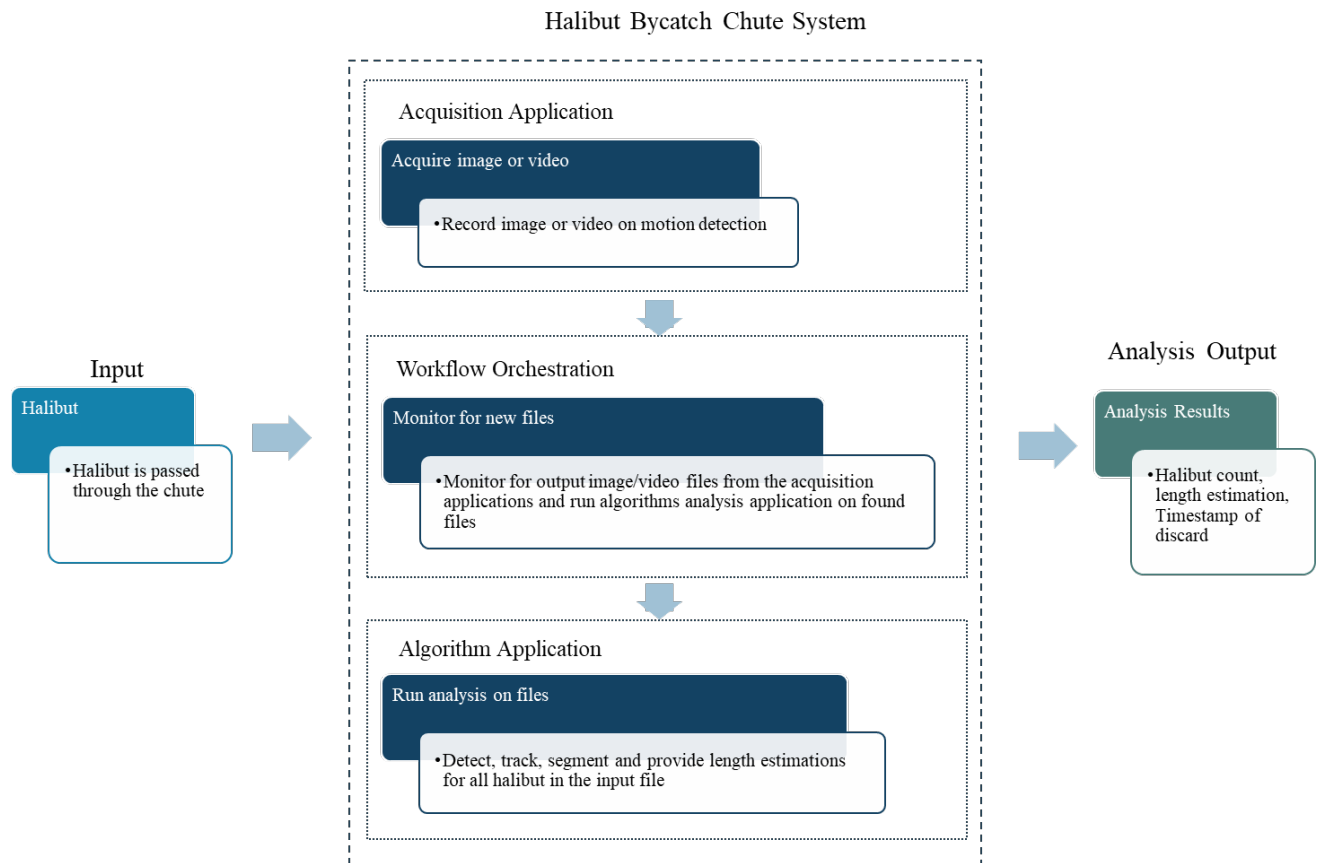 Halibut Bycatch Chute System
Input
Halibut
•Halibut is passed
through the chute
Acquisition Application
Acquire image or video
•Record image or video on motion detection
Workflow Orchestration
Monitor for new files
•Monitor for output image/video files from the acquisition
applications and run algorithms analysis application on found
files
Algorithm Application
Run analysis on files
•Detect, track, segment and provide length estimations
for all halibut in the input file
Analysis Output
Analysis Results
•Halibut count,
length estimation,
Timestamp of
discard